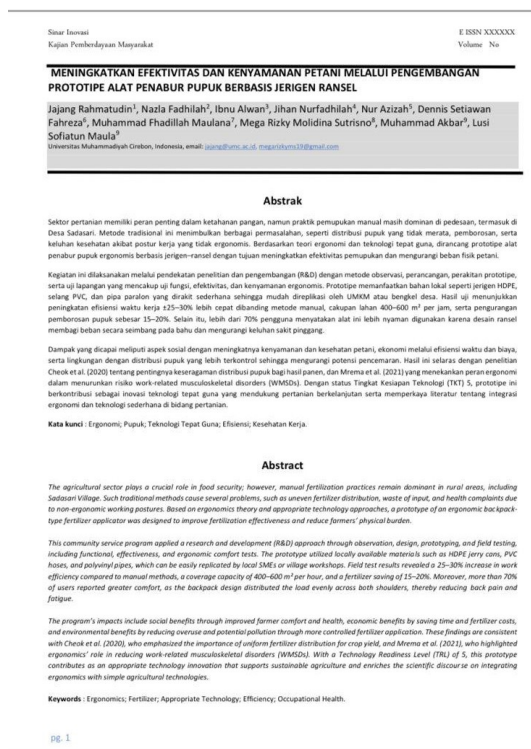 Sinar Inovasi
Kajian Pemberdayaan Masyarakat
E ISSN XXXXXX
Volume No
MENINGKATKAN EFEKTIVITAS DAN KENYAMANAN PETANI MELALUI PENGEMBANGAN
PROTOTIPE ALAT PENABUR PUPUK BERBASIS JERIGEN RANSEL
Jajang Rahmatudin¹, Nazla Fadhilah², Ibnu Alwan³, Jihan Nurfadhilah⁴, Nur Azizah⁵, Dennis Setiawan
Fahreza⁶, Muhammad Fhadillah Maulana⁷, Mega Rizky Molidina Sutrisno⁸, Muhammad Akbar⁹, Lusi
Sofiatun Maula⁹
Universitas Muhammadiyah Cirebon, Indonesia, email: jajang@umc.ac.id, megarizkyms19@gmail.com
Abstrak
Sektor pertanian memiliki peran penting dalam ketahanan pangan, namun praktik pemupukan manual masih dominan di pedesaan, termasuk di
Desa Sadasari. Metode tradisional ini menimbulkan berbagai permasalahan, seperti distribusi pupuk yang tidak merata, pemborosan, serta
keluhan kesehatan akibat postur kerja yang tidak ergonomis. Berdasarkan teori ergonomi dan teknologi tepat guna, dirancang prototipe alat
penabur pupuk ergonomis berbasis jerigen–ransel dengan tujuan meningkatkan efektivitas pemupukan dan mengurangi beban fisik petani.
Kegiatan ini dilaksanakan melalui pendekatan penelitian dan pengembangan (R&D) dengan metode observasi, perancangan, perakitan prototipe,
serta uji lapangan yang mencakup uji fungsi, efektivitas, dan kenyamanan ergonomis. Prototipe memanfaatkan bahan lokal seperti jerigen HDPE,
selang PVC, dan pipa paralon yang dirakit sederhana sehingga mudah direplikasi oleh UMKM atau bengkel desa. Hasil uji menunjukkan
peningkatan efisiensi waktu kerja ±25–30% lebih cepat dibanding metode manual, cakupan lahan 400–600 m² per jam, serta pengurangan
pemborosan pupuk sebesar 15–20%. Selain itu, lebih dari 70% pengguna menyatakan alat ini lebih nyaman digunakan karena desain ransel
membagi beban secara seimbang pada bahu dan mengurangi keluhan sakit pinggang.
Dampak yang dicapai meliputi aspek sosial dengan meningkatnya kenyamanan dan kesehatan petani, ekonomi melalui efisiensi waktu dan biaya,
serta lingkungan dengan distribusi pupuk yang lebih terkontrol sehingga mengurangi potensi pencemaran. Hasil ini selaras dengan penelitian
Cheok et al. (2020) tentang pentingnya keseragaman distribusi pupuk bagi hasil panen, dan Mrema et al. (2021) yang menekankan peran ergonomi
dalam menurunkan risiko work-related musculoskeletal disorders (WMSDs). Dengan status Tingkat Kesiapan Teknologi (TKT) 5, prototipe ini
berkontribusi sebagai inovasi teknologi tepat guna yang mendukung pertanian berkelanjutan serta memperkaya literatur tentang integrasi
ergonomi dan teknologi sederhana di bidang pertanian.
Kata kunci : Ergonomi; Pupuk; Teknologi Tepat Guna; Efisiensi; Kesehatan Kerja.
Abstract
The agricultural sector plays a crucial role in food security; however, manual fertilization practices remain dominant in rural areas, including
Sadasari Village. Such traditional methods cause several problems, such as uneven fertilizer distribution, waste of input, and health complaints due
to non-ergonomic working postures. Based on ergonomics theory and appropriate technology approaches, a prototype of an ergonomic backpack-
type fertilizer applicator was designed to improve fertilization effectiveness and reduce farmers' physical burden.
This community service program applied a research and development (R&D) approach through observation, design, prototyping, and field testing,
including functional, effectiveness, and ergonomic comfort tests. The prototype utilized locally available materials such as HDPE jerry cans, PVC
hoses, and polyvinyl pipes, which can be easily replicated by local SMEs or village workshops. Field test results revealed a 25–30% increase in work
efficiency compared to manual methods, a coverage capacity of 400–600 m² per hour, and a fertilizer saving of 15–20%. Moreover, more than 70%
of users reported greater comfort, as the backpack design distributed the load evenly across both shoulders, thereby reducing back pain and
fatigue.
The program's impacts include social benefits through improved farmer comfort and health, economic benefits by saving time and fertilizer costs,
and environmental benefits by reducing overuse and potential pollution through more controlled fertilizer application. These findings are consistent
with Cheok et al. (2020), who emphasized the importance of uniform fertilizer distribution for crop yield, and Mrema et al. (2021), who highlighted
ergonomics' role in reducing work-related musculoskeletal disorders (WMSDs). With a Technology Readiness Level (TRL) of 5, this prototype
contributes as an appropriate technology innovation that supports sustainable agriculture and enriches the scientific discourse on integrating
ergonomics with simple agricultural technologies.
Keywords : Ergonomics; Fertilizer; Appropriate Technology; Efficiency; Occupational Health.
pg. 1